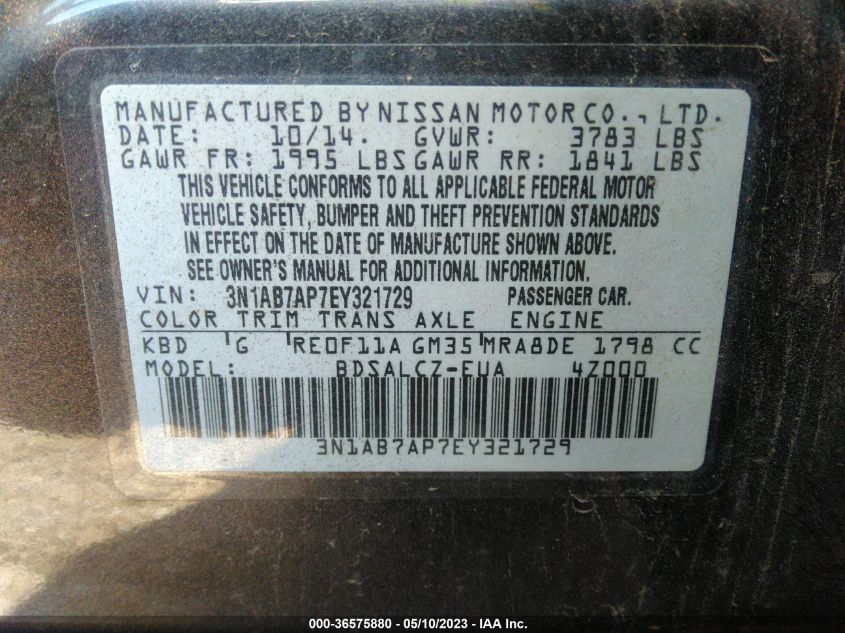 MANUFACTURED BY NISSAN MOTOR CO., LTD.
DATE: 10/14. GVWR: 3783 LBS
GAWR FR: 1995 LBS GAWR RR: 1841 LBS
THIS VEHICLE CONFORMS TO ALL APPLICABLE FEDERAL MOTOR
VEHICLE SAFETY, BUMPER AND THEFT PREVENTION STANDARDS
IN EFFECT ON THE DATE OF MANUFACTURE SHOWN ABOVE.
SEE OWNER'S MANUAL FOR ADDITIONAL INFORMATION.
VIN: 3N1AB7AP7EY321729 PASSENGER CAR.
COLOR TRIM TRANS AXLE ENGINE
KBD G RE0F11A GM35 MRA8DE 1798 CC
MODEL: BDSALCZ-EUA 4Z000
3N1AB7AP7EY321729
000-36575880 - 05/10/2023 - IAA Inc.